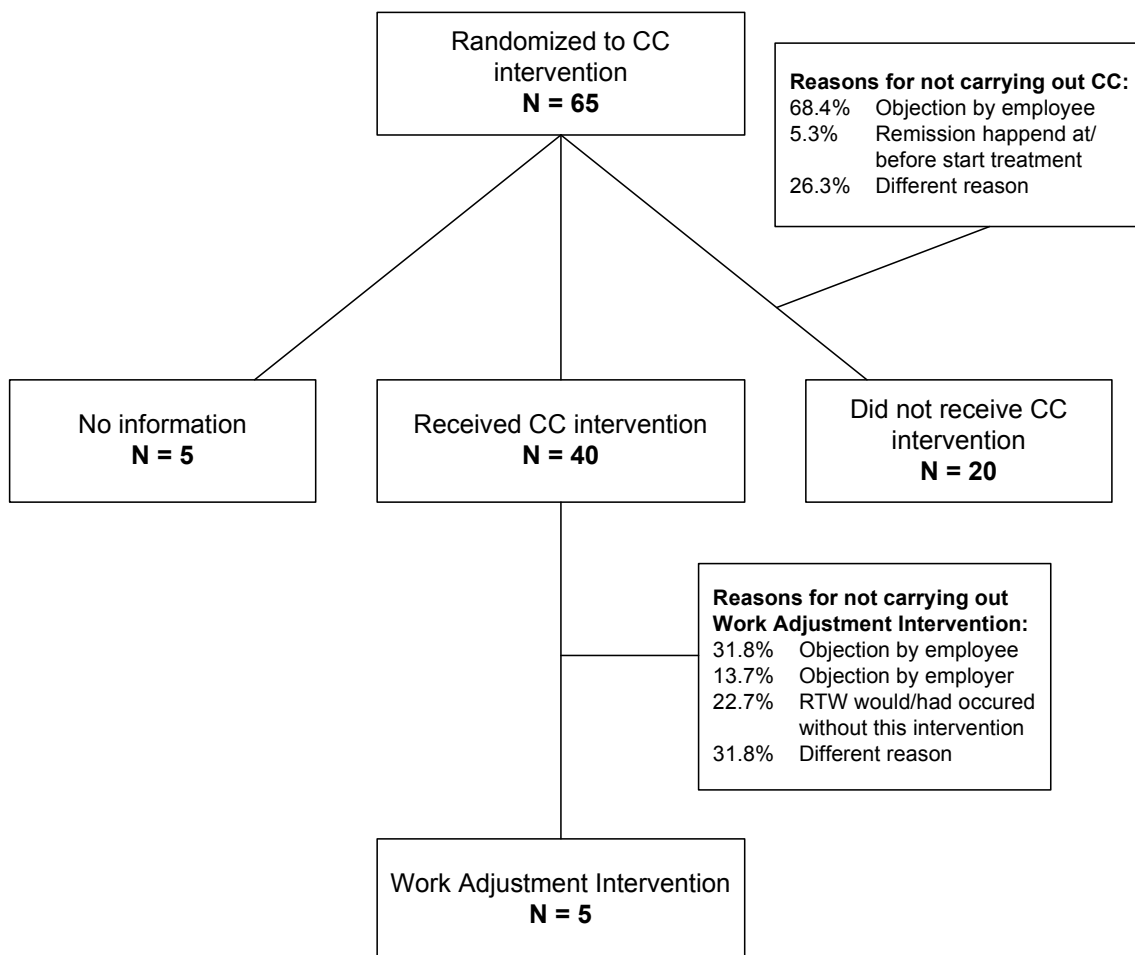 Randomized to CC
intervention
N = 65
Reasons for not carrying out CC:
68.4% Objection by employee
5.3% Remission happend at/
before start treatment
26.3% Different reason
No information
N = 5
Received CC intervention
N = 40
Did not receive CC
intervention
N = 20
Reasons for not carrying out
Work Adjustment Intervention:
31.8% Objection by employee
13.7% Objection by employer
22.7% RTW would/had occured
without this intervention
31.8% Different reason
Work Adjustment Intervention
N = 5